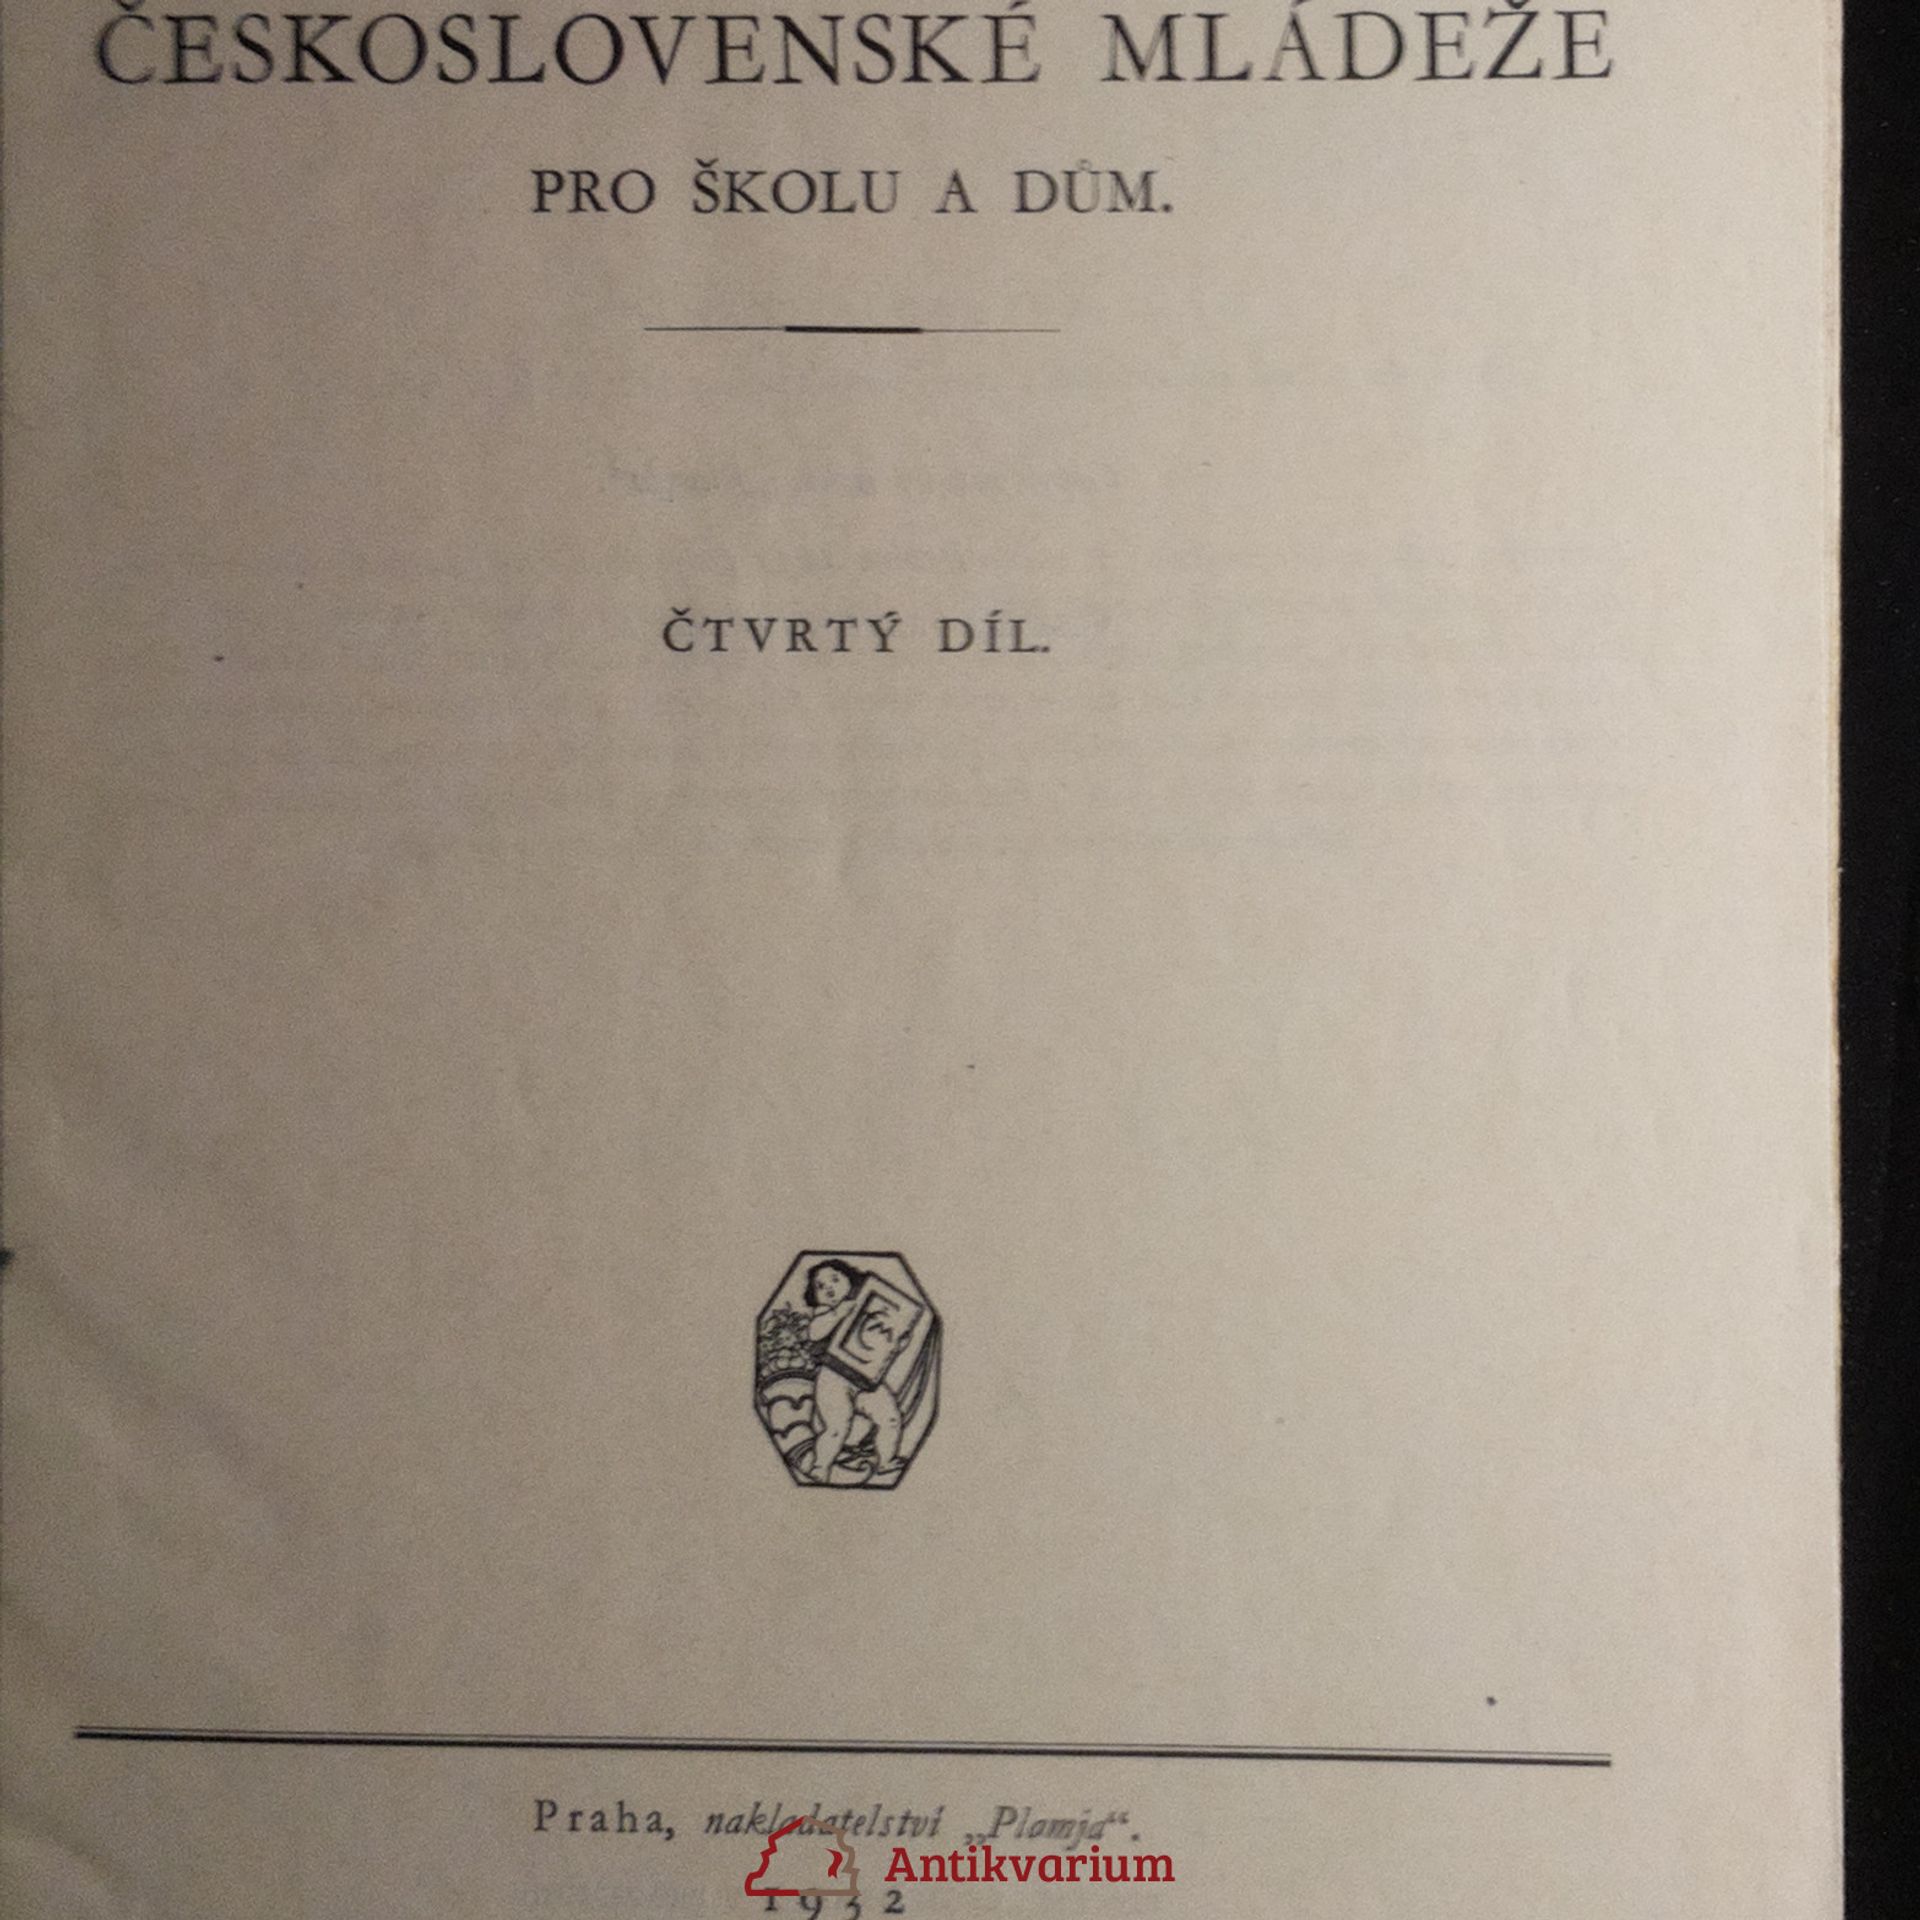 ČESKOSLOVENSKÉ MLÁDEŽE
PRO ŠKOLU A DŮM.
ČTVRTÝ DÍL.
Praha, nakladatelství „Plamja“.
Antikvarium
1932